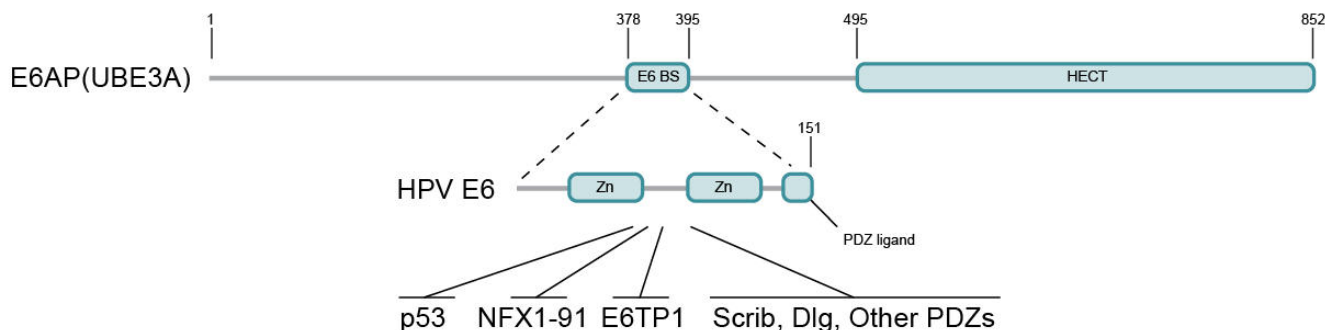 1 378 395 495 852
E6AP(UBE3A) E6 BS HECT
151
HPV E6 Zn Zn
PDZ ligand
p53 NFX1-91 E6TP1 Scrib, Dlg, Other PDZs